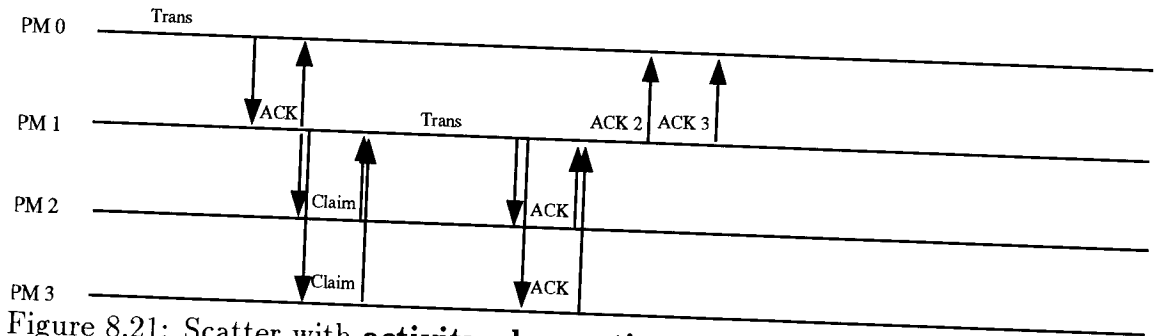 Trans
PM 0
ACK
PM 1
Trans
ACK 2
ACK 3
PM 2
Claim
ACK
PM 3
Claim
ACK
Figure 8.21: Scatter with